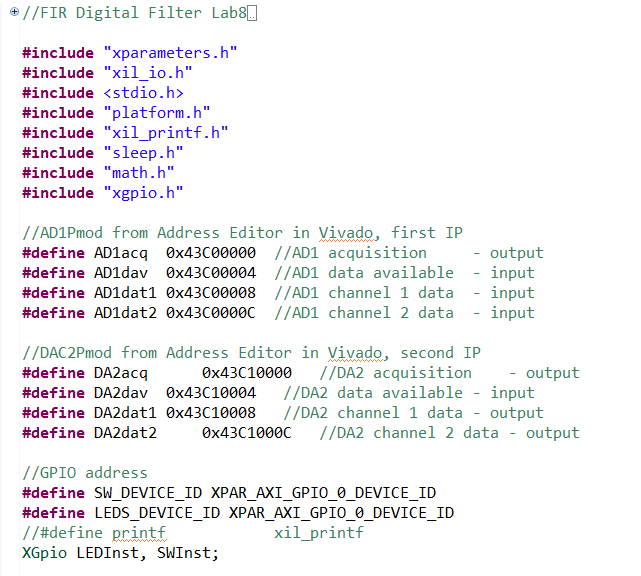 //FIR Digital Filter Lab8
#include "xparameters.h"
#include "xil_io.h"
#include <stdio.h>
#include "platform.h"
#include "xil_printf.h"
#include "sleep.h"
#include "math.h"
#include "xgpio.h"
//AD1Pmod from Address Editor in Vivado, first IP
#define AD1acq  0x43C00000  //AD1 acquisition     - output
#define AD1dav  0x43C00004  //AD1 data available  - input
#define AD1dat1 0x43C00008  //AD1 channel 1 data  - input
#define AD1dat2 0x43C0000C  //AD1 channel 2 data  - input
//DAC2Pmod from Address Editor in Vivado, second IP
#define DA2acq      0x43C10000   //DA2 acquisition    - output
#define DA2dav  0x43C10004   //DA2 data available - input
#define DA2dat1 0x43C10008   //DA2 channel 1 data - output
#define DA2dat2     0x43C1000C   //DA2 channel 2 data - output
//GPIO address
#define SW_DEVICE_ID XPAR_AXI_GPIO_0_DEVICE_ID
#define LEDS_DEVICE_ID XPAR_AXI_GPIO_0_DEVICE_ID
//#define printf            xil_printf
XGpio LEDInst, SWInst;